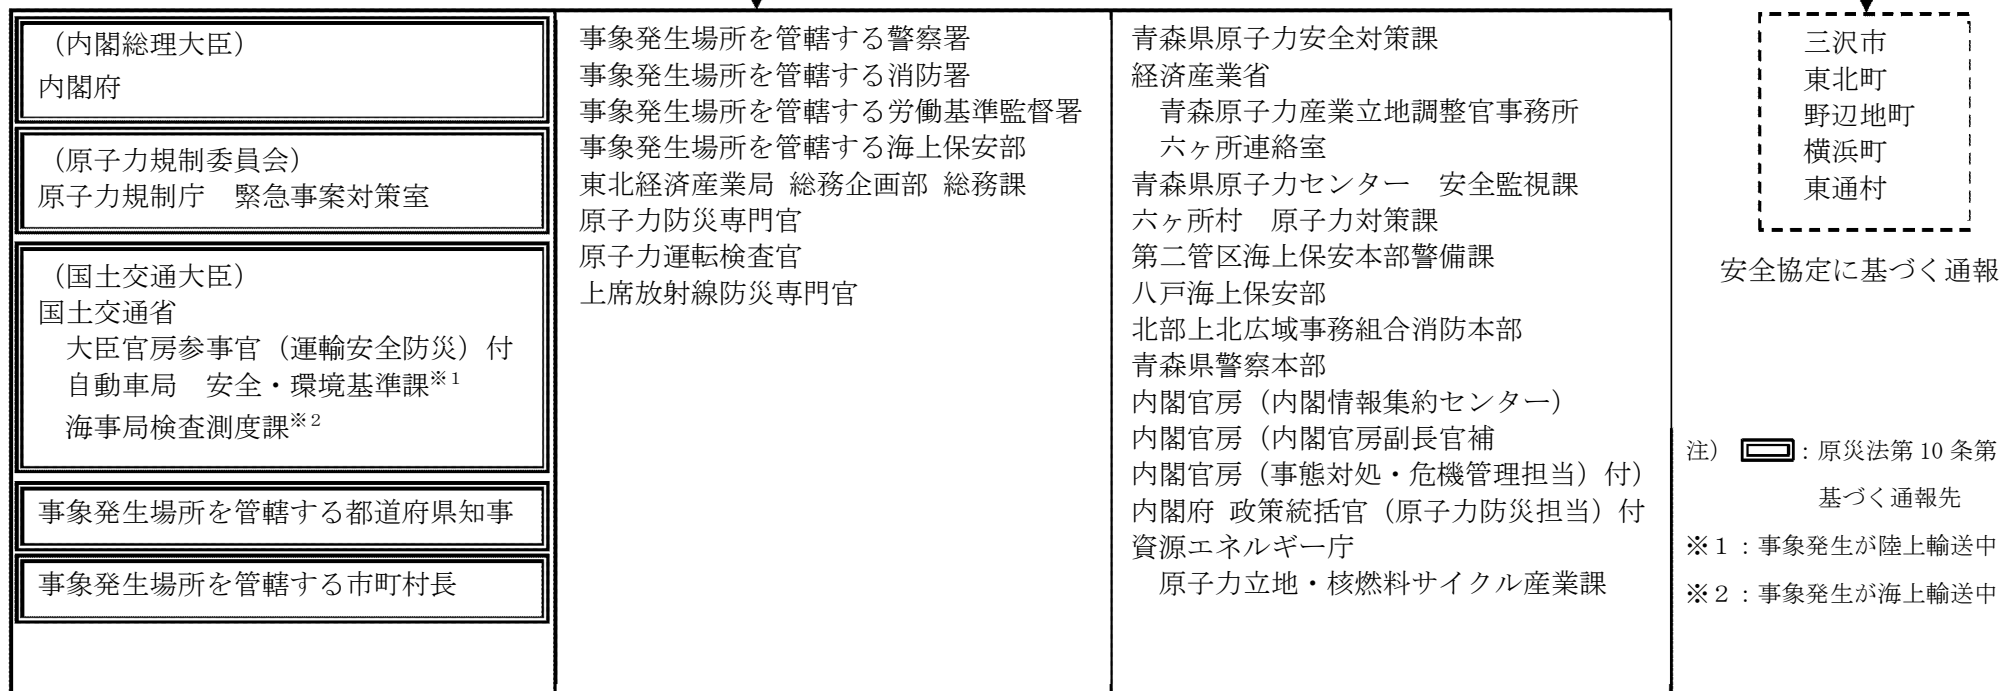 （内閣総理大臣）
内閣府
（原子力規制委員会）
原子力規制庁　緊急事案対策室
（国土交通大臣）
国土交通省
大臣官房参事官（運輸安全防災）付
自動車局　安全・環境基準課※1
海事局検査測度課※2
事象発生場所を管轄する都道府県知事
事象発生場所を管轄する市町村長
事象発生場所を管轄する警察署
事象発生場所を管轄する消防署
事象発生場所を管轄する労働基準監督署
事象発生場所を管轄する海上保安部
東北経済産業局 総務企画部 総務課
原子力防災専門官
原子力運転検査官
上席放射線防災専門官
青森県原子力安全対策課
経済産業省
青森原子力産業立地調整官事務所
六ヶ所連絡室
青森県原子力センター　安全監視課
六ヶ所村　原子力対策課
第二管区海上保安本部警備課
八戸海上保安部
北部上北広域事務組合消防本部
青森県警察本部
内閣官房（内閣情報集約センター）
内閣官房（内閣官房副長官補
内閣官房（事態対処・危機管理担当）付）
内閣府 政策統括官（原子力防災担当）付
資源エネルギー庁
原子力立地・核燃料サイクル産業課
三沢市
東北町
野辺地町
横浜町
東通村
安全協定に基づく通報
注）　：原災法第 10 条第
基づく通報先
※１：事象発生が陸上輸送中
※２：事象発生が海上輸送中